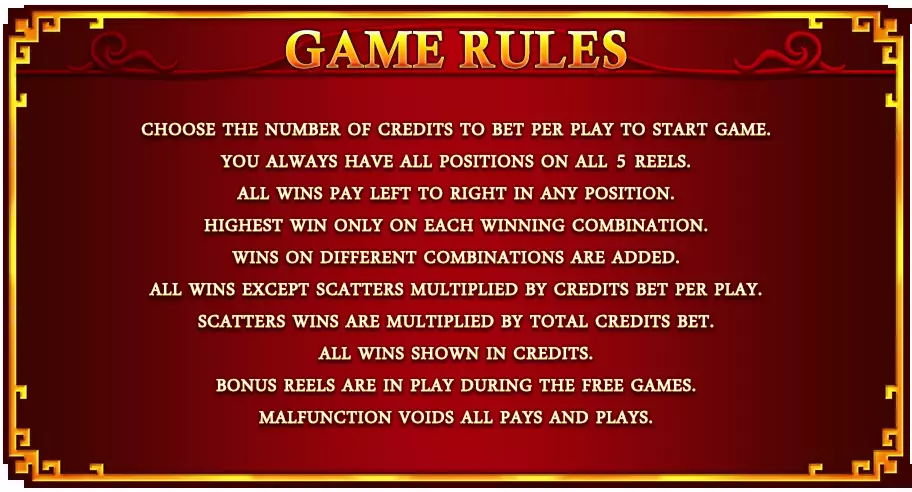 GAME RULES
CHOOSE THE NUMBER OF CREDITS TO BET PER PLAY TO START GAME.
YOU ALWAYS HAVE ALL POSITIONS ON ALL 5 REELS.
ALL WINS PAY LEFT TO RIGHT IN ANY POSITION.
HIGHEST WIN ONLY ON EACH WINNING COMBINATION.
WINS ON DIFFERENT COMBINATIONS ARE ADDED.
ALL WINS EXCEPT SCATTERS MULTIPLIED BY CREDITS BET PER PLAY.
SCATTERS WINS ARE MULTIPLIED BY TOTAL CREDITS BET.
ALL WINS SHOWN IN CREDITS.
BONUS REELS ARE IN PLAY DURING THE FREE GAMES.
MALFUNCTION VOIDS ALL PAYS AND PLAYS.